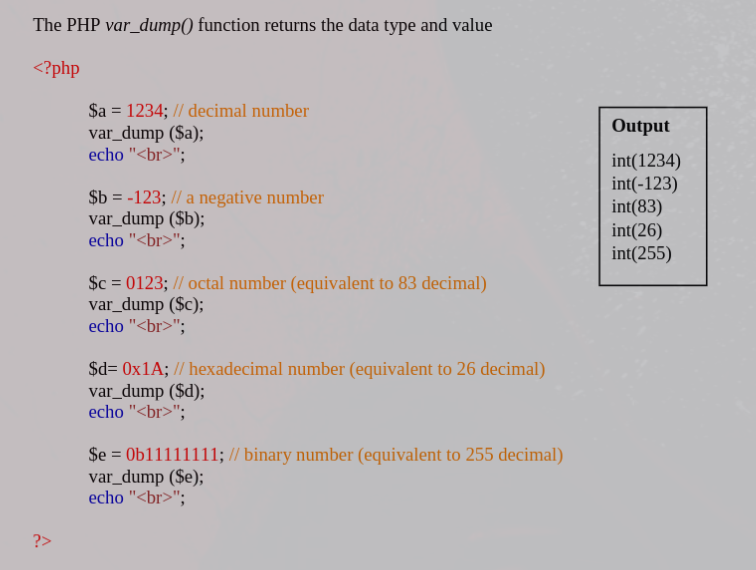 The PHP var_dump() function returns the data type and value
<?php
$a = 1234; // decimal number
var_dump ($a);
echo "<br>";
$b = -123; // a negative number
var_dump ($b);
echo "<br>";
$c = 0123; // octal number (equivalent to 83 decimal)
var_dump ($c);
echo "<br>";
$d= 0x1A; // hexadecimal number (equivalent to 26 decimal)
var_dump ($d);
echo "<br>";
$e = 0b11111111; // binary number (equivalent to 255 decimal)
var_dump ($e);
echo "<br>";
?>
Output
int(1234)
int(-123)
int(83)
int(26)
int(255)